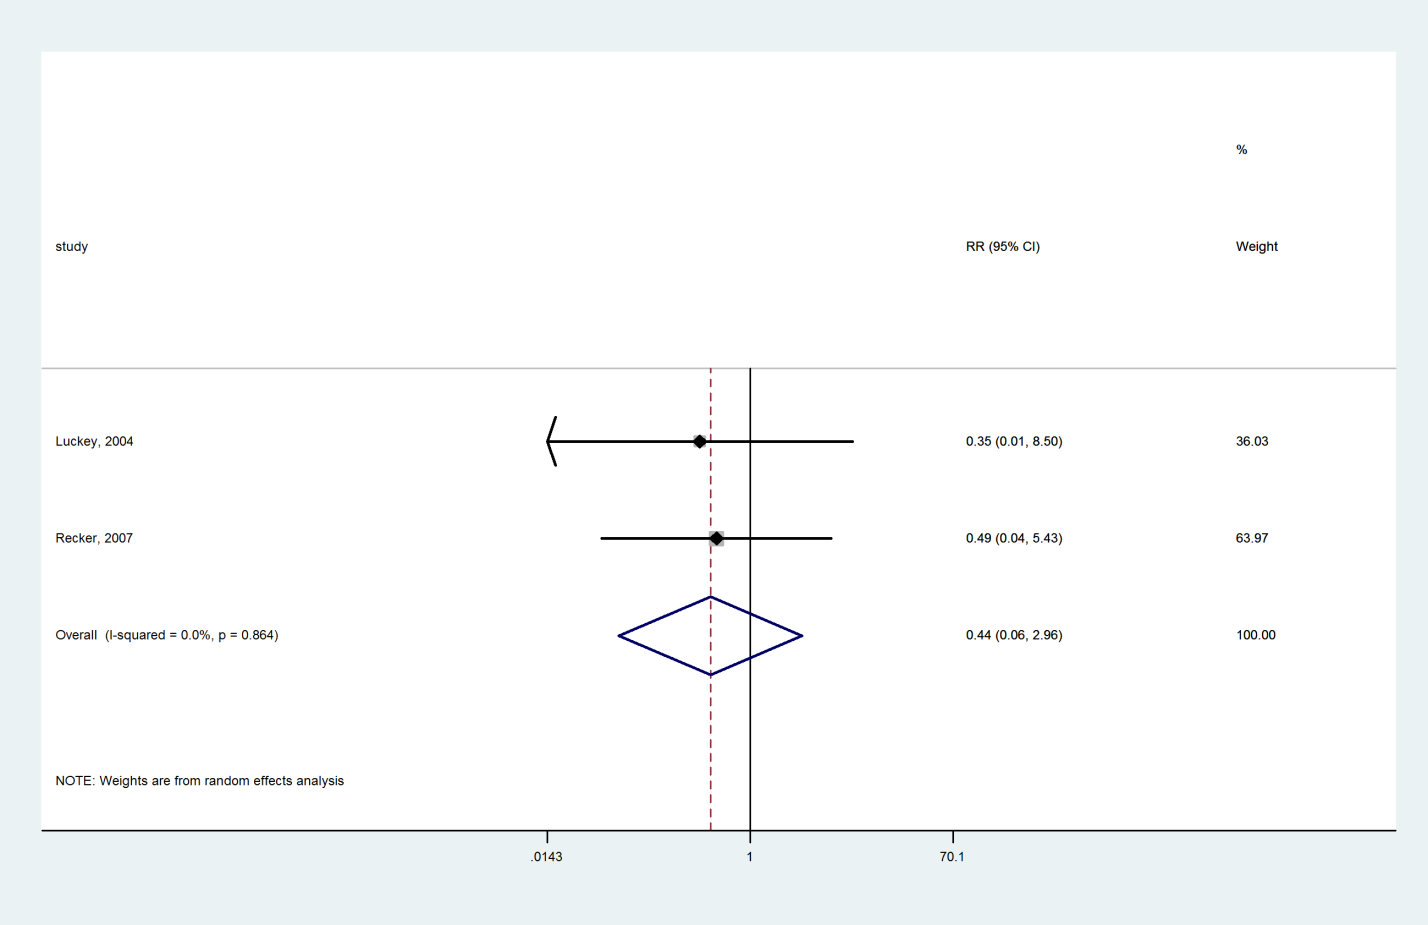 %
study RR (95% CI) Weight
Luckey, 2004 0.35 (0.01, 8.50) 36.03
Recker, 2007 0.49 (0.04, 5.43) 63.97
Overall (I-squared = 0.0%, p = 0.864) 0.44 (0.06, 2.96) 100.00
NOTE: Weights are from random effects analysis
.0143 1 70.1